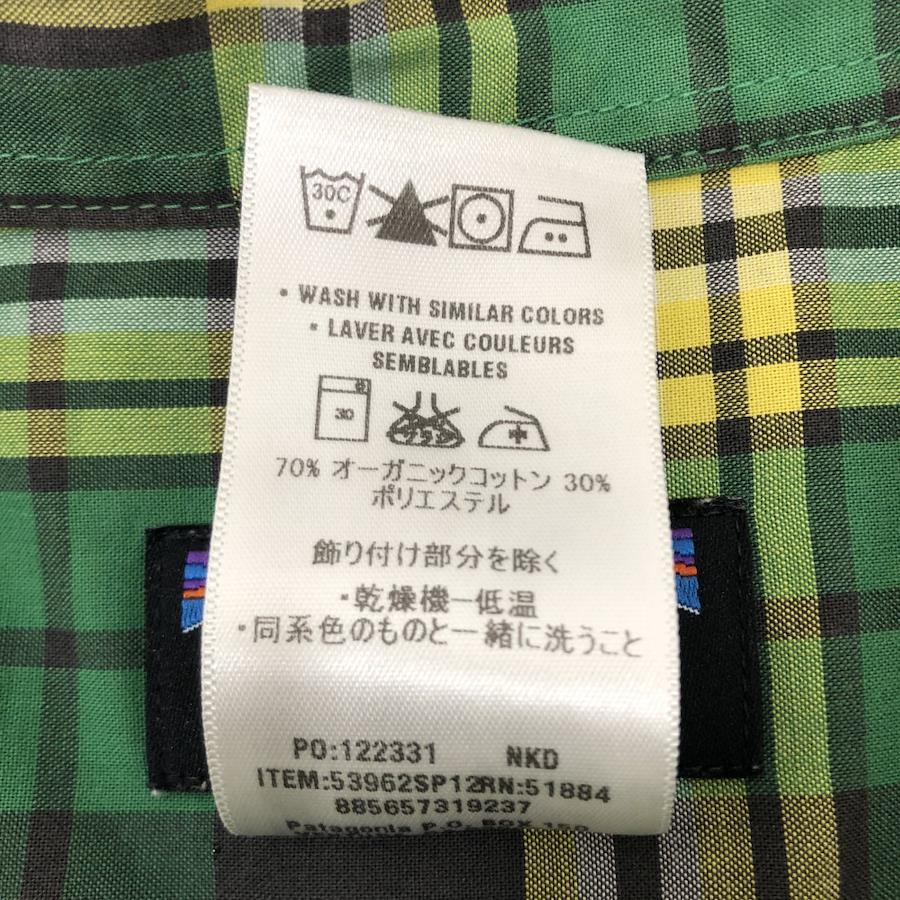 30C
• WASH WITH SIMILAR COLORS
• LAVER AVEC COULEURS
SEMBLABLES
30
70% オーガニックコットン 30%
ポリエステル
飾り付け部分を除く
・乾燥機ー低温
・同系色のものと一緒に洗うこと
PO:122331 NKD
ITEM:53962SP12RN:51884
885657319237
Patagonia P.O. BOX 150